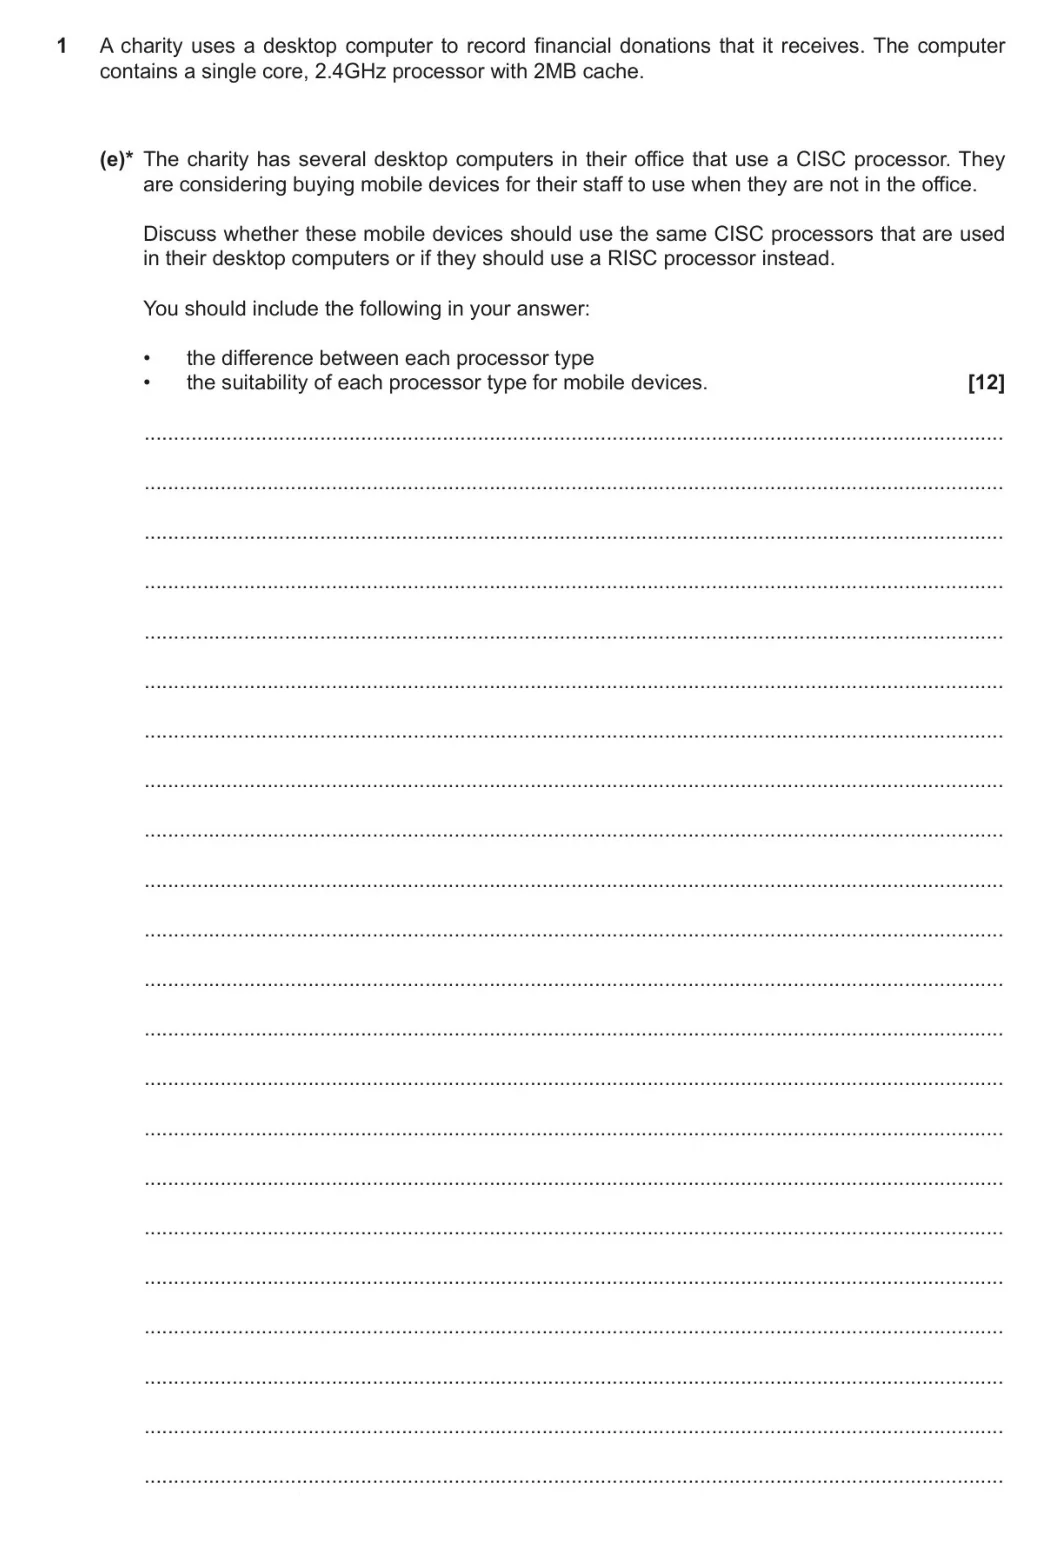 1 A charity uses a desktop computer to record financial donations that it receives. The computer
contains a single core, 2.4GHz processor with 2MB cache.
(e)* The charity has several desktop computers in their office that use a CISC processor. They
are considering buying mobile devices for their staff to use when they are not in the office.
Discuss whether these mobile devices should use the same CISC processors that are used
in their desktop computers or if they should use a RISC processor instead.
You should include the following in your answer:
• the difference between each processor type
• the suitability of each processor type for mobile devices. [12]